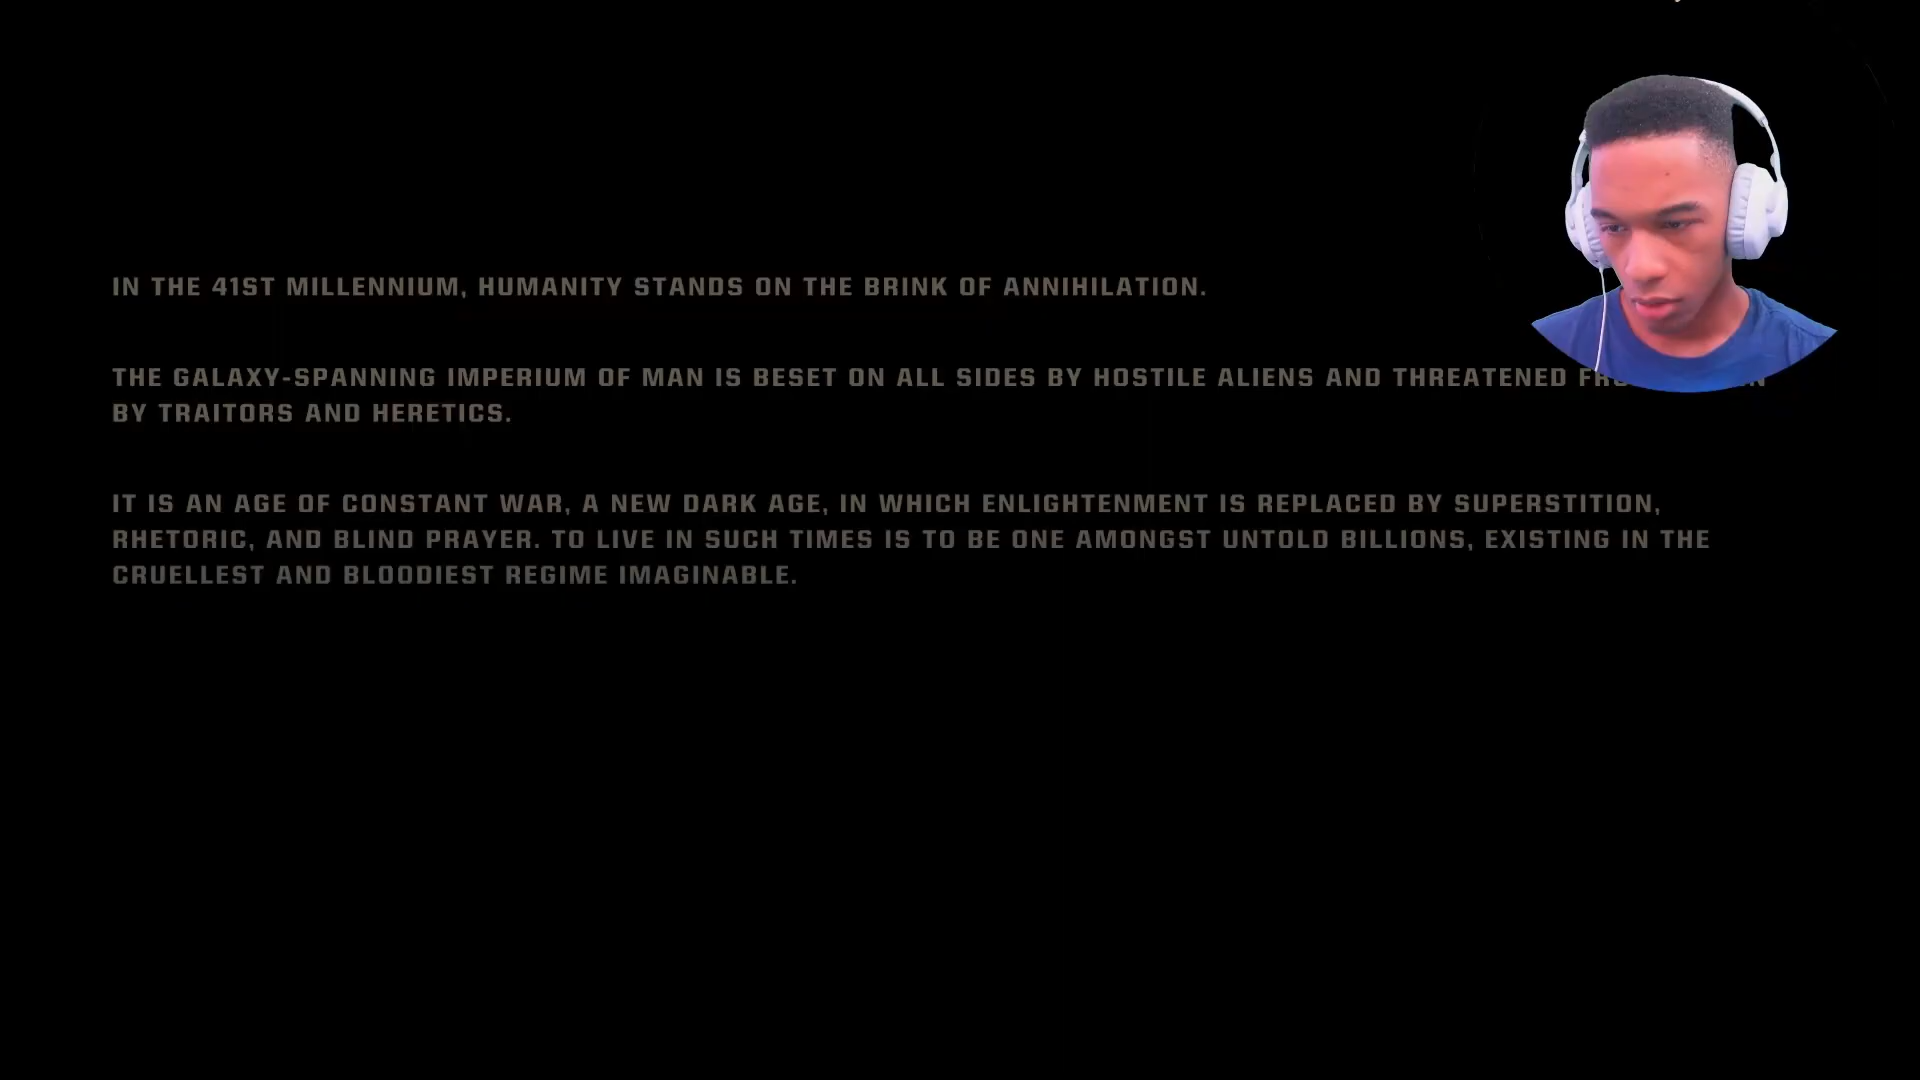 IN THE 41ST MILLENNIUM, HUMANITY STANDS ON THE BRINK OF ANNIHILATION.
THE GALAXY-SPANNING IMPERIUM OF MAN IS BESET ON ALL SIDES BY HOSTILE ALIENS AND THREATENED
BY TRAITORS AND HERETICS.
IT IS AN AGE OF CONSTANT WAR, A NEW DARK AGE, IN WHICH ENLIGHTENMENT IS REPLACED BY SUPERSTITION,
RHETORIC, AND BLIND PRAYER. TO LIVE IN SUCH TIMES IS TO BE ONE AMONGST UNTOLD BILLIONS, EXISTING IN THE
CRUELLEST AND BLOODIEST REGIME IMAGINABLE.